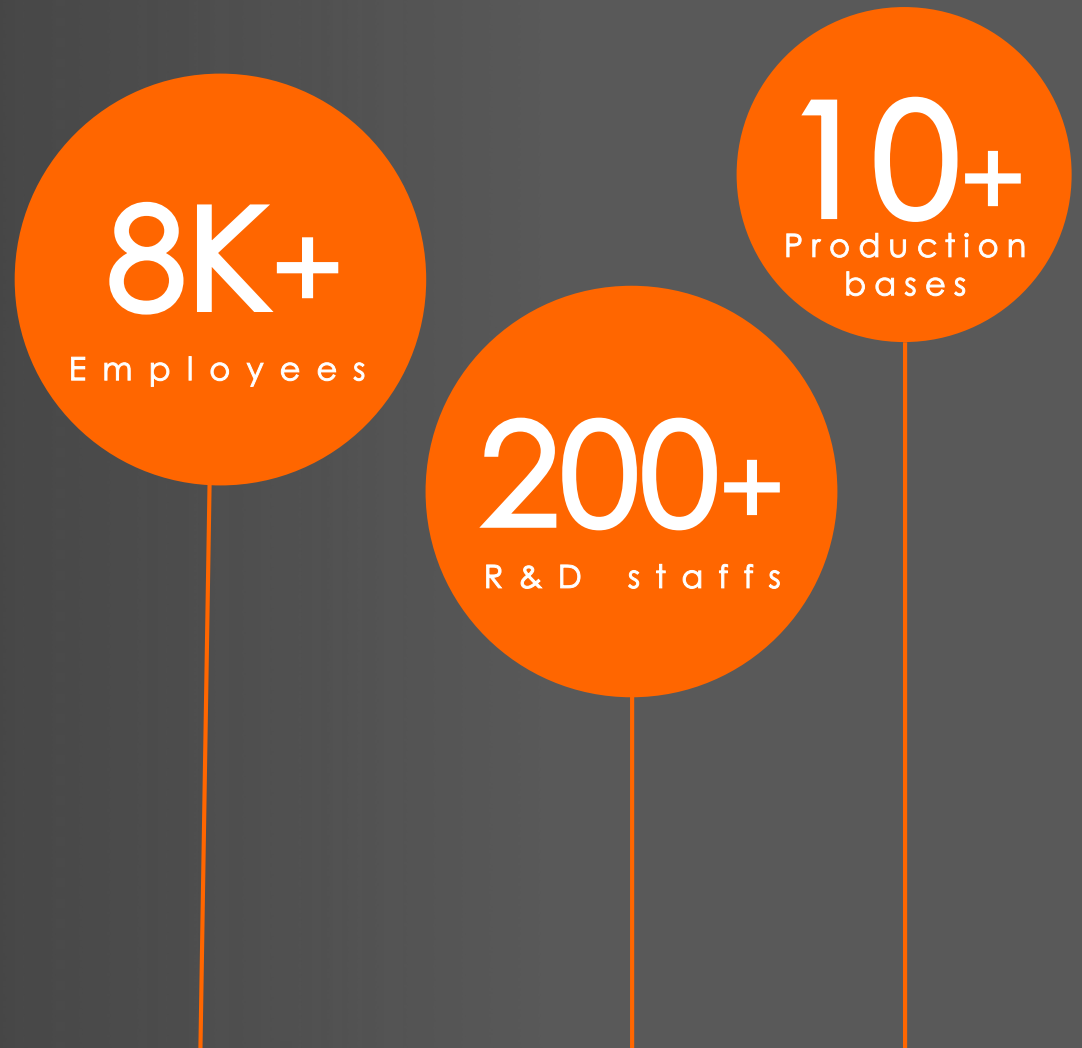 8K+
Employees
200+
R&D staffs
10+
Production
bases